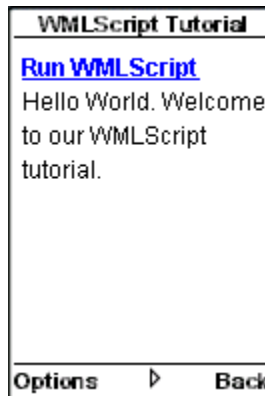 WMLScript Tutorial
Run WMLScript
Hello World. Welcome
to our WMLScript
tutorial.
Options Back